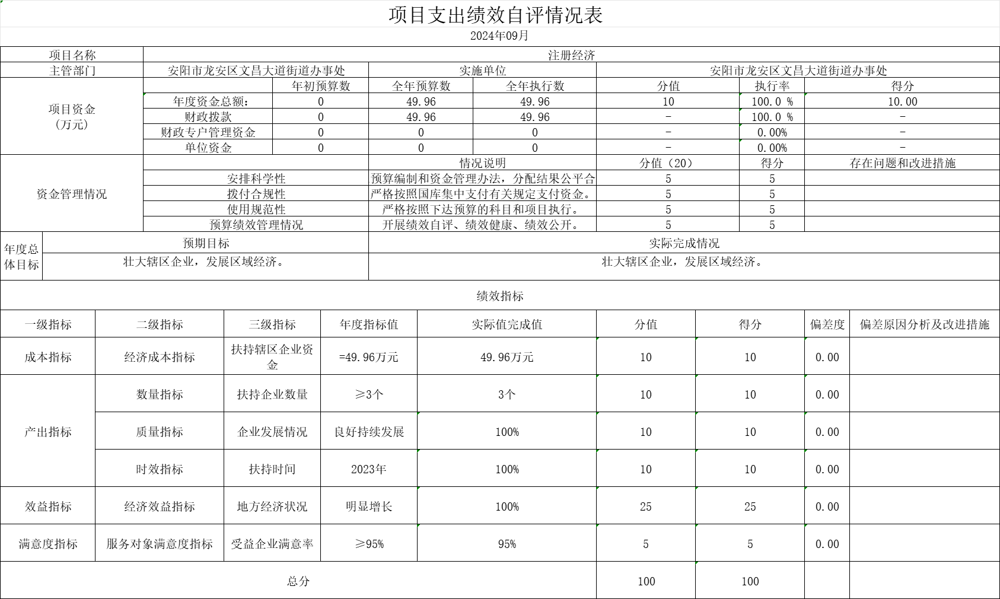 项目支出绩效自评情况表
2024年09月
项目名称 注册经济
主管部门 安阳市龙安区文昌大道街道办事处 实施单位 安阳市龙安区文昌大道街道办事处
项目资金
(万元)
年初预算数 全年预算数 全年执行数 分值 执行率 得分
年度资金总额: 0 49.96 49.96 10 100.0 % 10.00
财政拨款 0 49.96 49.96 - 100.0 % -
财政专户管理资金 0 0 0 - 0.00% -
单位资金 0 0 0 - 0.00% -
资金管理情况
情况说明 分值（20） 得分 存在问题和改进措施
安排科学性 预算编制和资金管理办法，分配结果公平合 5 5
拨付合规性 严格按照国库集中支付有关规定支付资金。 5 5
使用规范性 严格按照下达预算的科目和项目执行。 5 5
预算绩效管理情况 开展绩效自评、绩效健康、绩效公开。 5 5
年度总
体目标
预期目标 实际完成情况
壮大辖区企业，发展区域经济。 壮大辖区企业，发展区域经济。
绩效指标
一级指标 二级指标 三级指标 年度指标值 实际值完成值 分值 得分 偏差度 偏差原因分析及改进措施
成本指标 经济成本指标 扶持辖区企业资
金 =49.96万元 49.96万元 10 10 0.00
产出指标
数量指标 扶持企业数量 ≥3个 3个 10 10 0.00
质量指标 企业发展情况 良好持续发展 100% 10 10 0.00
时效指标 扶持时间 2023年 100% 10 10 0.00
效益指标 经济效益指标 地方经济状况 明显增长 100% 25 25 0.00
满意度指标 服务对象满意度指标 受益企业满意率 ≥95% 95% 5 5 0.00
总分 100 100